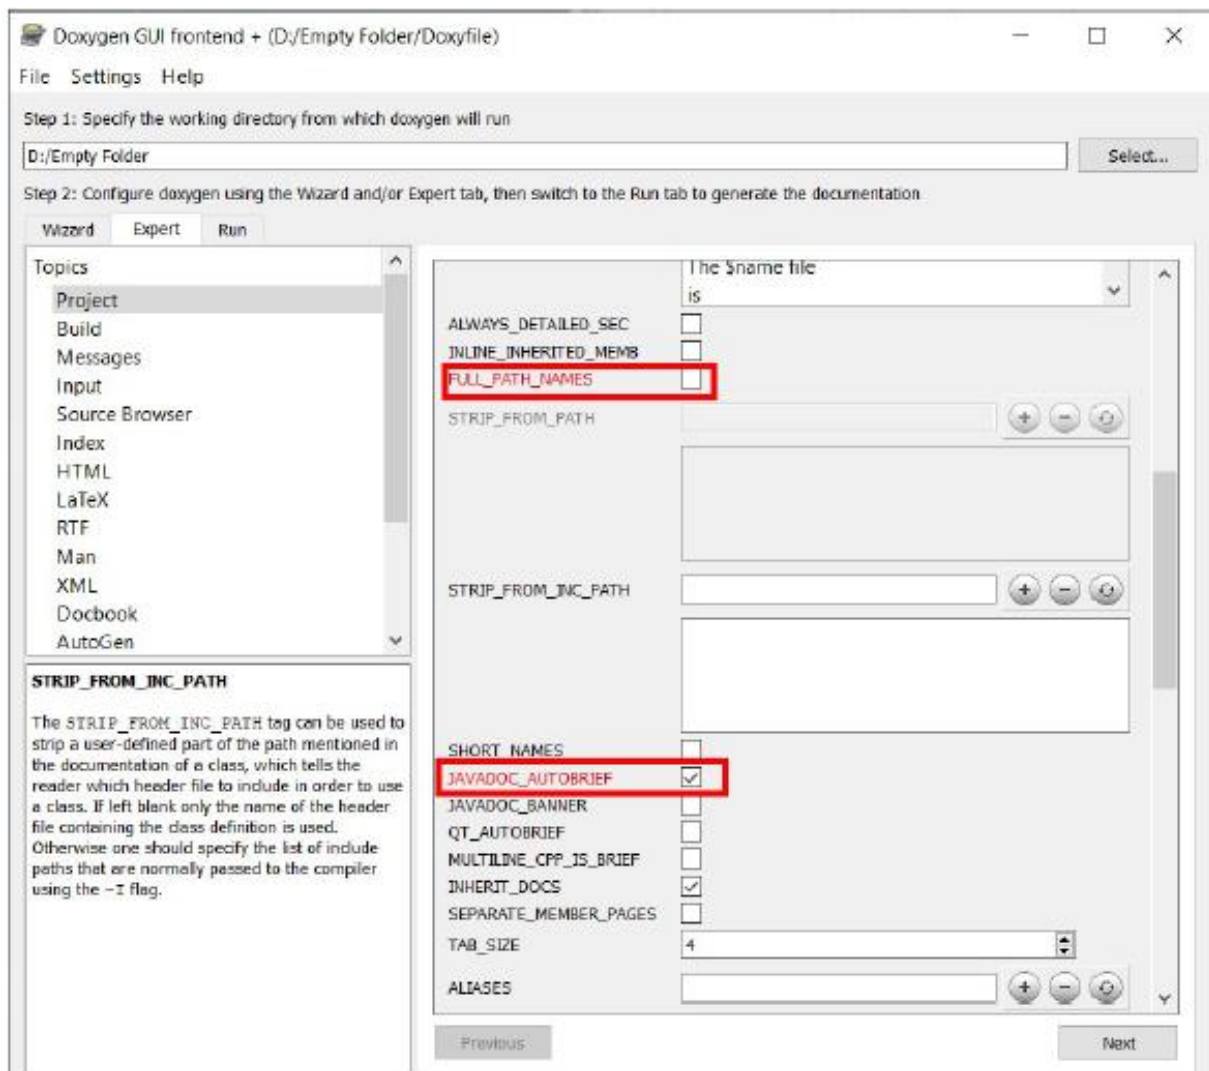 Doxygen GUI frontend + (D:/Empty Folder/Doxyfile)
File Settings Help
Step 1: Specify the working directory from which doxygen will run
D:/Empty Folder
Select...
Step 2: Configure doxygen using the Wizard and/or Expert tab, then switch to the Run tab to generate the documentation
Wizard Expert Run
Topics
Project
Build
Messages
Input
Source Browser
Index
HTML
LaTeX
RTF
Man
XML
Docbook
AutoGen
STRIP_FROM_INC_PATH
The STRIP_FROM_INC_PATH tag can be used to
strip a user-defined part of the path mentioned in
the documentation of a class, which tells the
reader which header file to include in order to use
a class. If left blank only the name of the header
file containing the class definition is used.
Otherwise one should specify the list of include
paths that are normally passed to the compiler
using the -I flag.
The $name file
is
ALWAYS_DETAILED_SEC
INLINE_INHERITED_MEMB
FULL_PATH_NAMES
STRIP_FROM_PATH
STRIP_FROM_INC_PATH
SHORT_NAMES
JAVADOC_AUTOBRIEF
JAVADOC_BANNER
QT_AUTOBRIEF
MULTILINE_CPP_IS_BRIEF
INHERIT_DOCS
SEPARATE_MEMBER_PAGES
TAB_SIZE 4
ALIASES
Previous Next